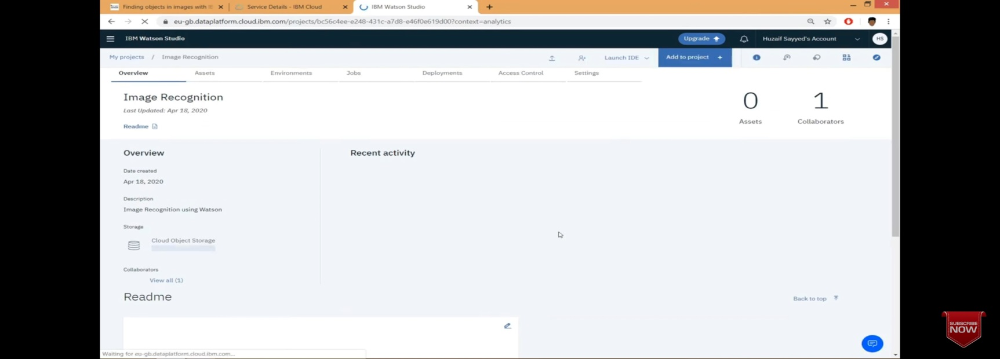 Finding objects in images with IB
Service Details - IBM Cloud
IBM Watson Studio
eu-gb.dataplatform.cloud.ibm.com/projects/bc56c4ee-e248-431c-a7d8-e46f0e619d00?context=analytics
IBM Watson Studio
Upgrade
Huzaif Sayyed's Account
HS
My projects / Image Recognition
Launch IDE
Add to project +
Overview
Assets
Environments
Jobs
Deployments
Access Control
Settings
Image Recognition
Last Updated: Apr 18, 2020
Readme
0
Assets
1
Collaborators
Overview
Date created
Apr 18, 2020
Description
Image Recognition using Watson
Storage
Cloud Object Storage
Collaborators
View all (1)
Recent activity
Readme
Back to top
Waiting for eu-gb.dataplatform.cloud.ibm.com...
SUBSCRIBE
NOW